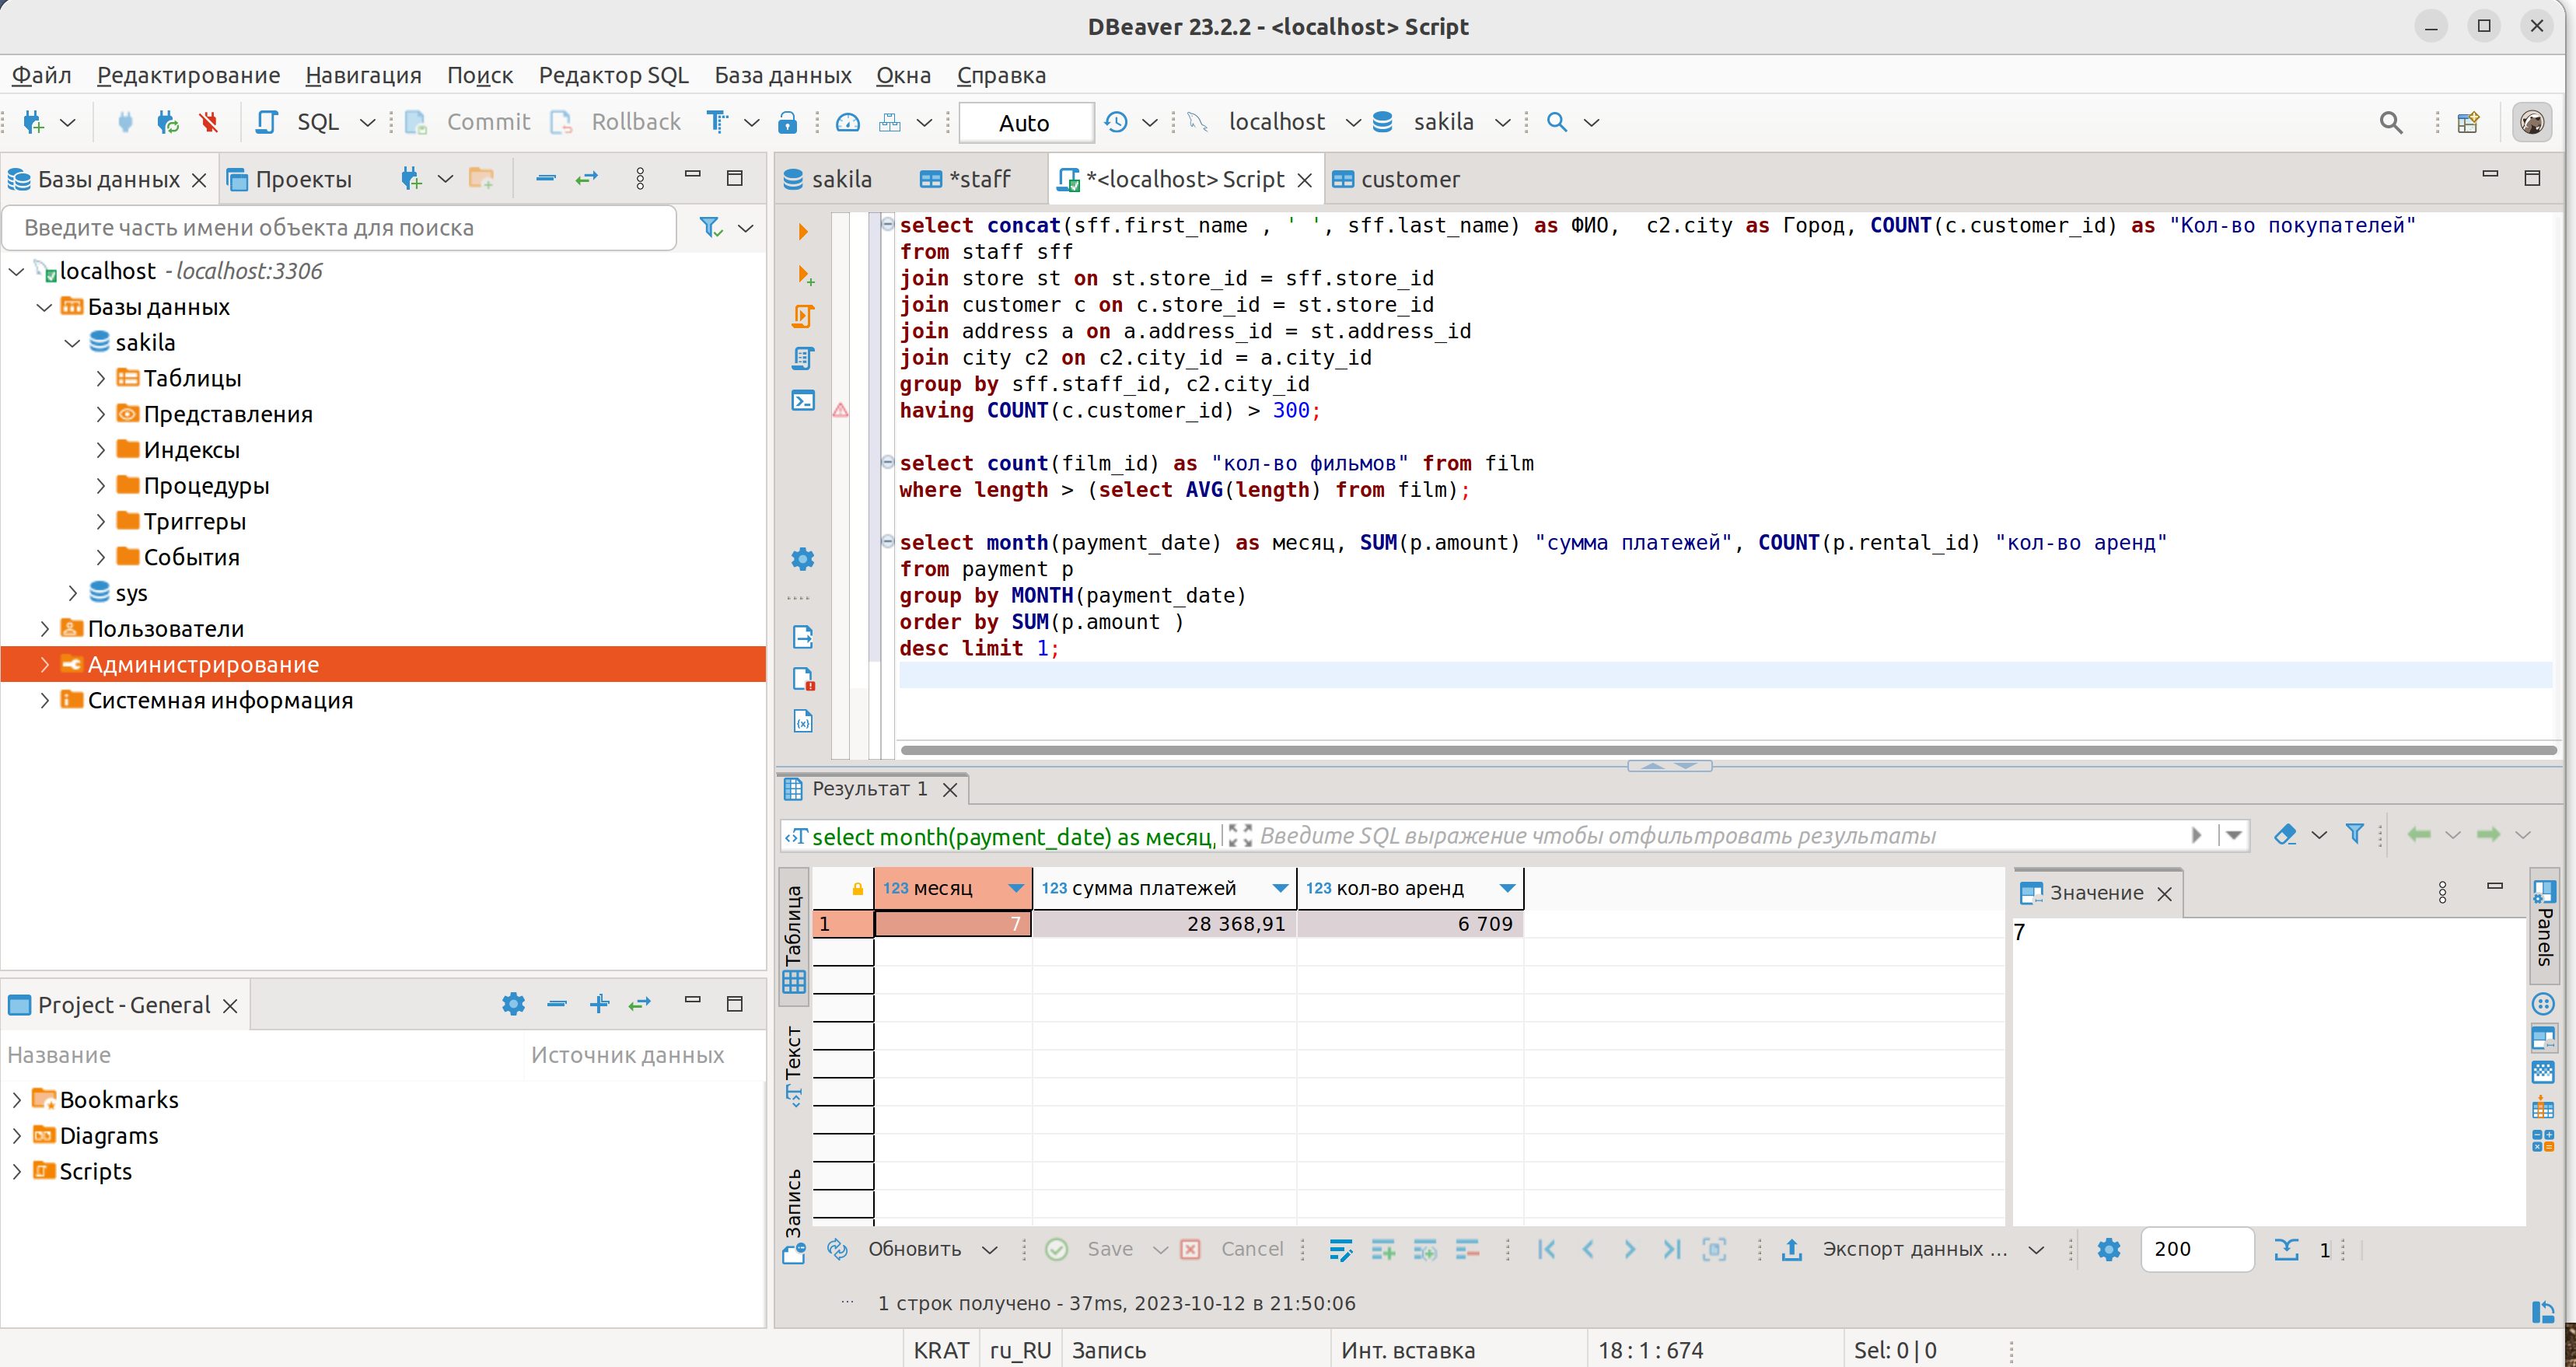 DBeaver 23.2.2 - <localhost> Script
Файл Редактирование Навигация Поиск Редактор SQL База данных Окна Справка
SQL Commit Rollback Auto localhost sakila
Базы данных Проекты
Введите часть имени объекта для поиска
localhost - localhost:3306
Базы данных
sakila
Таблицы
Представления
Индексы
Процедуры
Триггеры
События
sys
Пользователи
Администрирование
Системная информация
Project - General
Название Источник данных
Bookmarks
Diagrams
Scripts
sakila *staff *<localhost> Script customer
select concat(sff.first_name , ' ', sff.last_name) as ФИО,  c2.city as Город, COUNT(c.customer_id) as "Кол-во покупателей"
from staff sff
join store st on st.store_id = sff.store_id
join customer c on c.store_id = st.store_id
join address a on a.address_id = st.address_id
join city c2 on c2.city_id = a.city_id
group by sff.staff_id, c2.city_id
having COUNT(c.customer_id) > 300;
select count(film_id) as "кол-во фильмов" from film
where length > (select AVG(length) from film);
select month(payment_date) as месяц, SUM(p.amount) "сумма платежей", COUNT(p.rental_id) "кол-во аренд"
from payment p
group by MONTH(payment_date)
order by SUM(p.amount )
desc limit 1;
Результат 1
select month(payment_date) as месяц, Введите SQL выражение чтобы отфильтровать результаты
Таблица
Текст
Запись
123 месяц 123 сумма платежей 123 кол-во аренд
1 7 28 368,91 6 709
Значение
7
Panels
Обновить Save Cancel Экспорт данных ... 200 1
... 1 строк получено - 37ms, 2023-10-12 в 21:50:06
KRAT ru_RU Запись Инт. вставка 18 : 1 : 674 Sel: 0 | 0